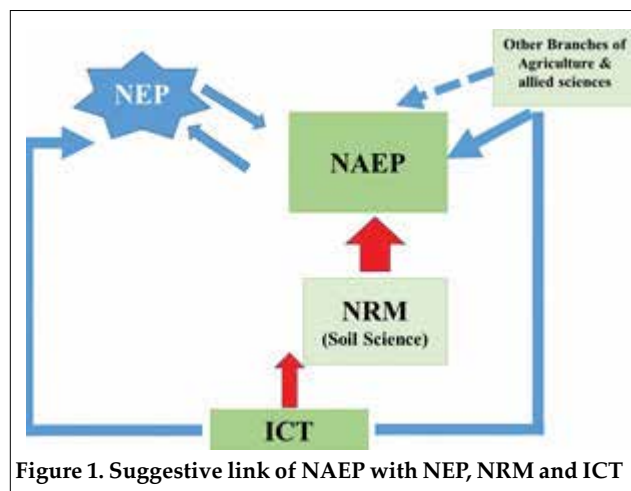 Other Branches of
Agriculture &
allied sciences
NEP
NAEP
NRM
(Soil Science)
ICT
Figure 1. Suggestive link of NAEP with NEP, NRM and ICT